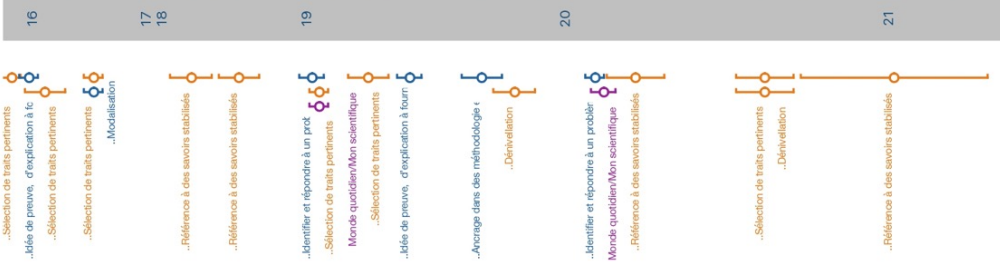 16
17
18
19
20
21
..Sélection de traits pertinents
..Idée de preuve, d'explication à fc
..Sélection de traits pertinents
..Sélection de traits pertinents
..Modalisation
..Référence à des savoirs stabilisés
..Référence à des savoirs stabilisés
..Identifier et répondre à un prot
..Sélection de traits pertinents
Monde quotidien/Mon scientifique
..Sélection de traits pertinents
..Idée de preuve, d'explication à fourn
..Ancrage dans des méthodologie e
..Dénivellation
..Identifier et répondre à un problèr
Monde quotidien/Mon scientifique
..Référence à des savoirs stabilisés
..Sélection de traits pertinents
..Dénivellation
..Référence à des savoirs stabilisés